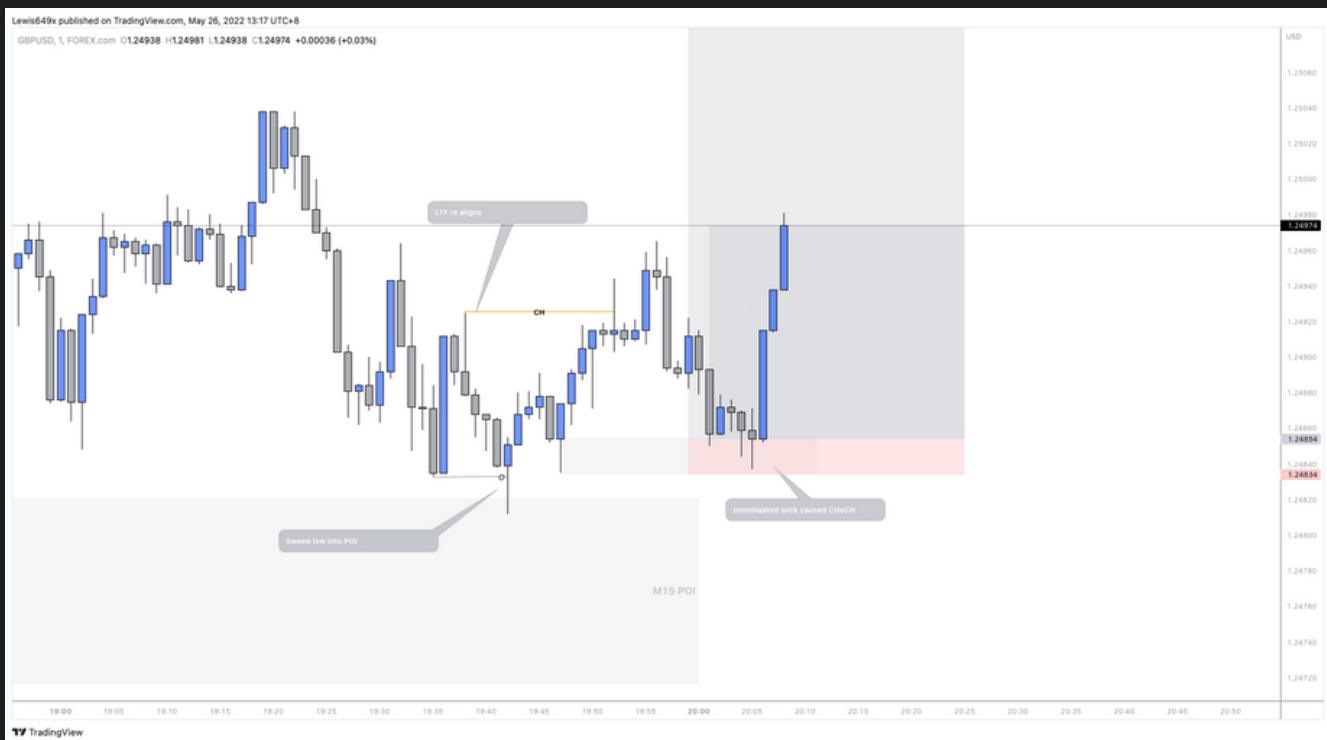 Lewis649x published on TradingView.com, May 26, 2022 13:17 UTC+8
GBPUSD, 1, FOREX.com O1.24938 H1.24981 L1.24938 C1.24974 +0.00036 (+0.03%)
USD
1.25060
1.25040
1.25020
1.25000
1.24980
1.24974
1.24960
1.24940
1.24920
1.24900
1.24880
1.24860
1.24854
1.24840
1.24834
1.24820
1.24800
1.24780
1.24760
1.24740
1.24720
LTF re aligns
CH
Unmitigated wick caused CHoCH
Sweep low into POI
M15 POI
19:00 19:05 19:10 19:15 19:20 19:25 19:30 19:35 19:40 19:45 19:50 19:55 20:00 20:05 20:10 20:15 20:20 20:25 20:30 20:35 20:40 20:45 20:50
TradingView